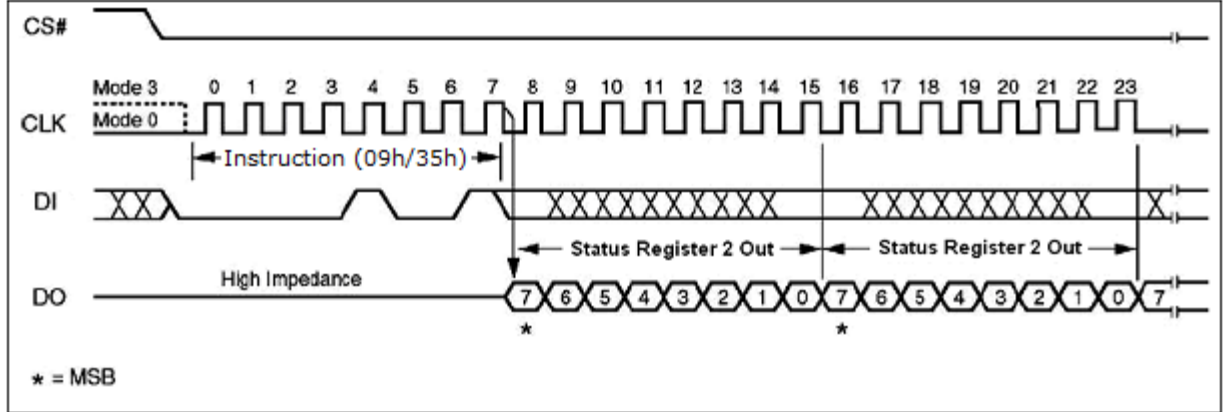 CS#
Mode 3 0 1 2 3 4 5 6 7 8 9 10 11 12 13 14 15 16 17 18 19 20 21 22 23
CLK Mode 0
Instruction (09h/35h)
DI
Status Register 2 Out Status Register 2 Out
High Impedance
DO 7 6 5 4 3 2 1 0 7 6 5 4 3 2 1 0 7
* *
* = MSB